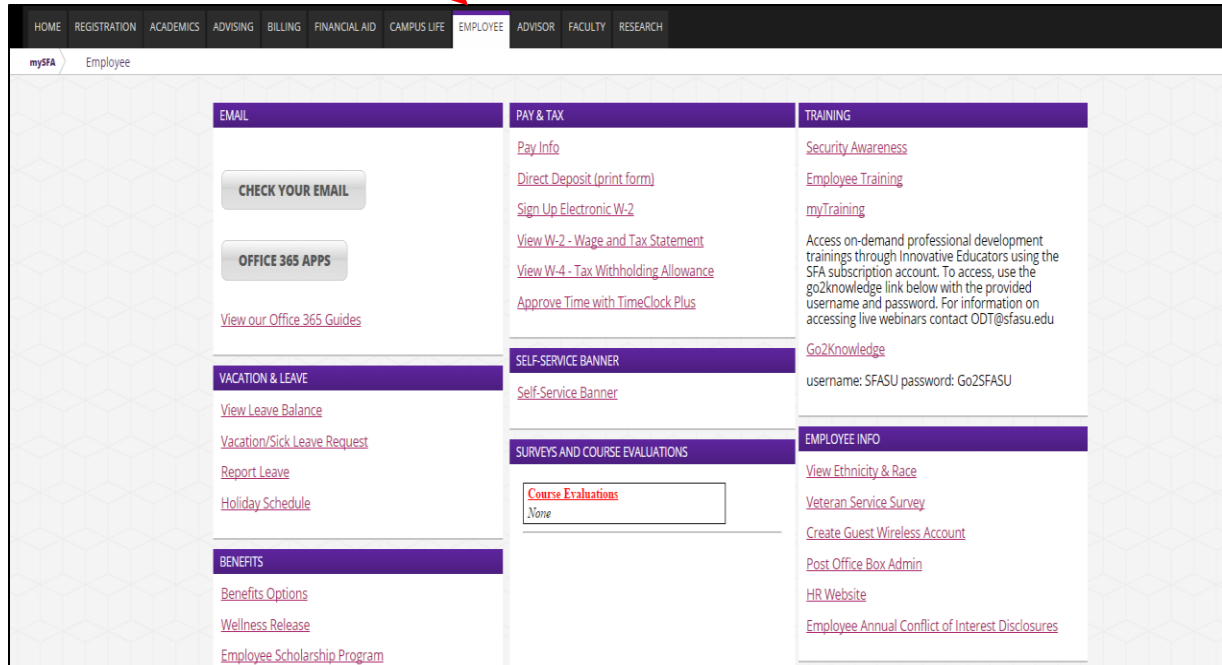 HOME REGISTRATION ACADEMICS ADVISING BILLING FINANCIAL AID CAMPUS LIFE EMPLOYEE ADVISOR FACULTY RESEARCH
mySFA Employee
EMAIL
CHECK YOUR EMAIL
OFFICE 365 APPS
View our Office 365 Guides
VACATION & LEAVE
View Leave Balance
Vacation/Sick Leave Request
Report Leave
Holiday Schedule
BENEFITS
Benefits Options
Wellness Release
Employee Scholarship Program
PAY & TAX
Pay Info
Direct Deposit (print form)
Sign Up Electronic W-2
View W-2 - Wage and Tax Statement
View W-4 - Tax Withholding Allowance
Approve Time with TimeClock Plus
SELF-SERVICE BANNER
Self-Service Banner
SURVEYS AND COURSE EVALUATIONS
Course Evaluations
None
TRAINING
Security Awareness
Employee Training
myTraining
Access on-demand professional development
trainings through Innovative Educators using the
SFA subscription account. To access, use the
go2knowledge link below with the provided
username and password. For information on
accessing live webinars contact ODT@sfasu.edu
Go2Knowledge
username: SFASU password: Go2SFASU
EMPLOYEE INFO
View Ethnicity & Race
Veteran Service Survey
Create Guest Wireless Account
Post Office Box Admin
HR Website
Employee Annual Conflict of Interest Disclosures